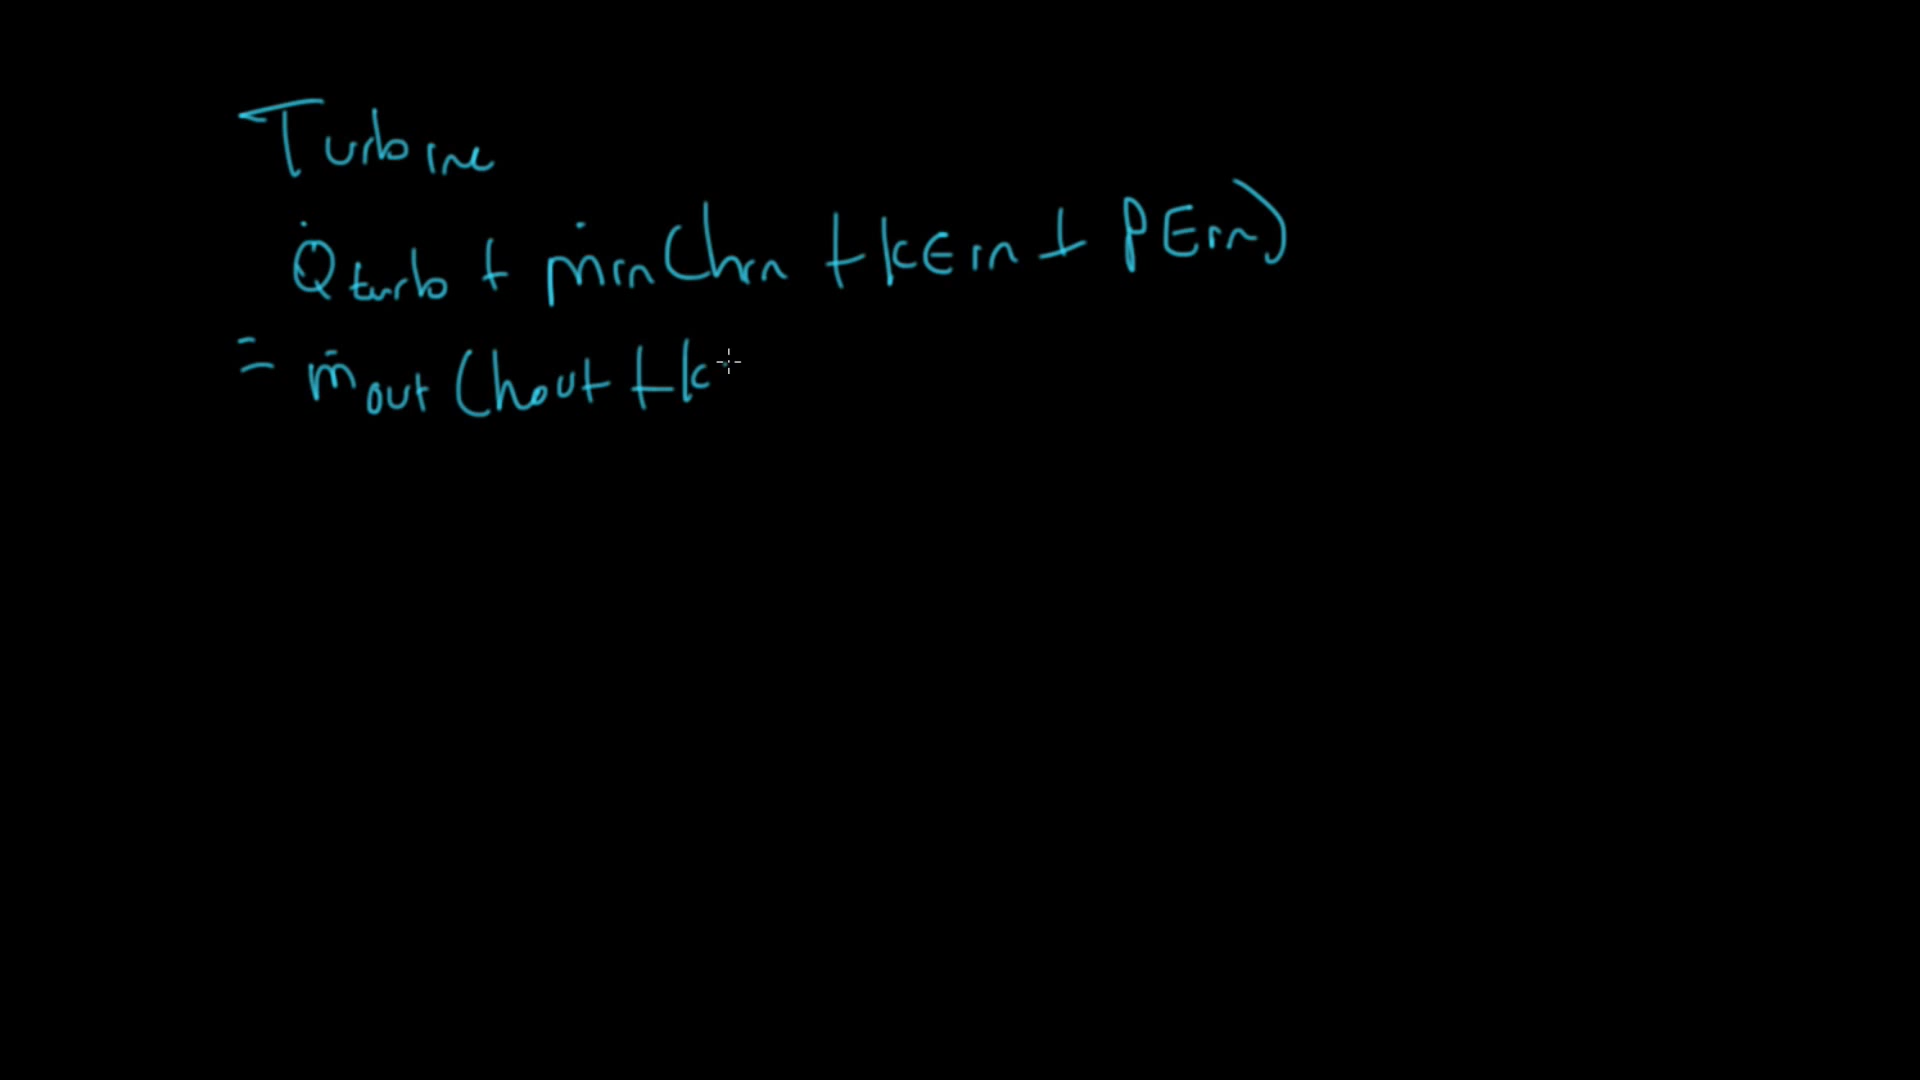 Turbine
Q̇turb + ṁin(hin + KEin + PEin)
= ṁout (hout + K